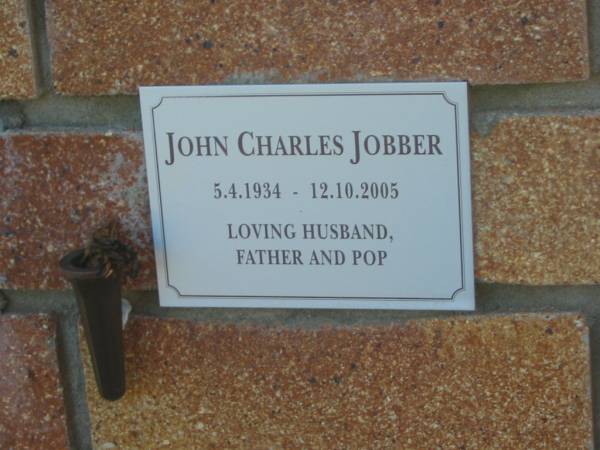 JOHN CHARLES JOBBER
5.4.1934 - 12.10.2005
LOVING HUSBAND,
FATHER AND POP